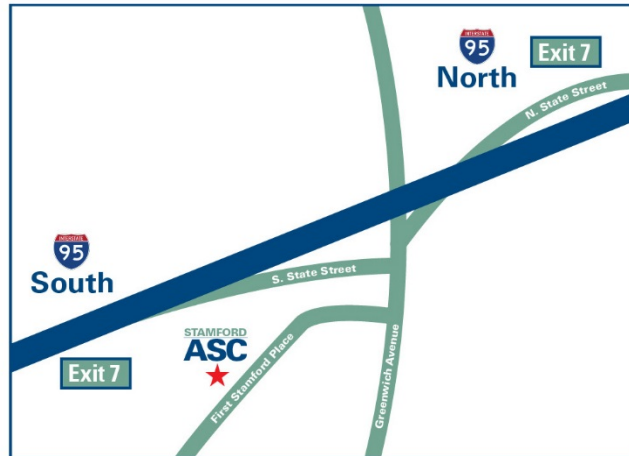 INTERSTATE
95
North
Exit 7
N. State Street
INTERSTATE
95
South
S. State Street
STAMFORD
ASC
Exit 7
First Stamford Place
Greenwich Avenue